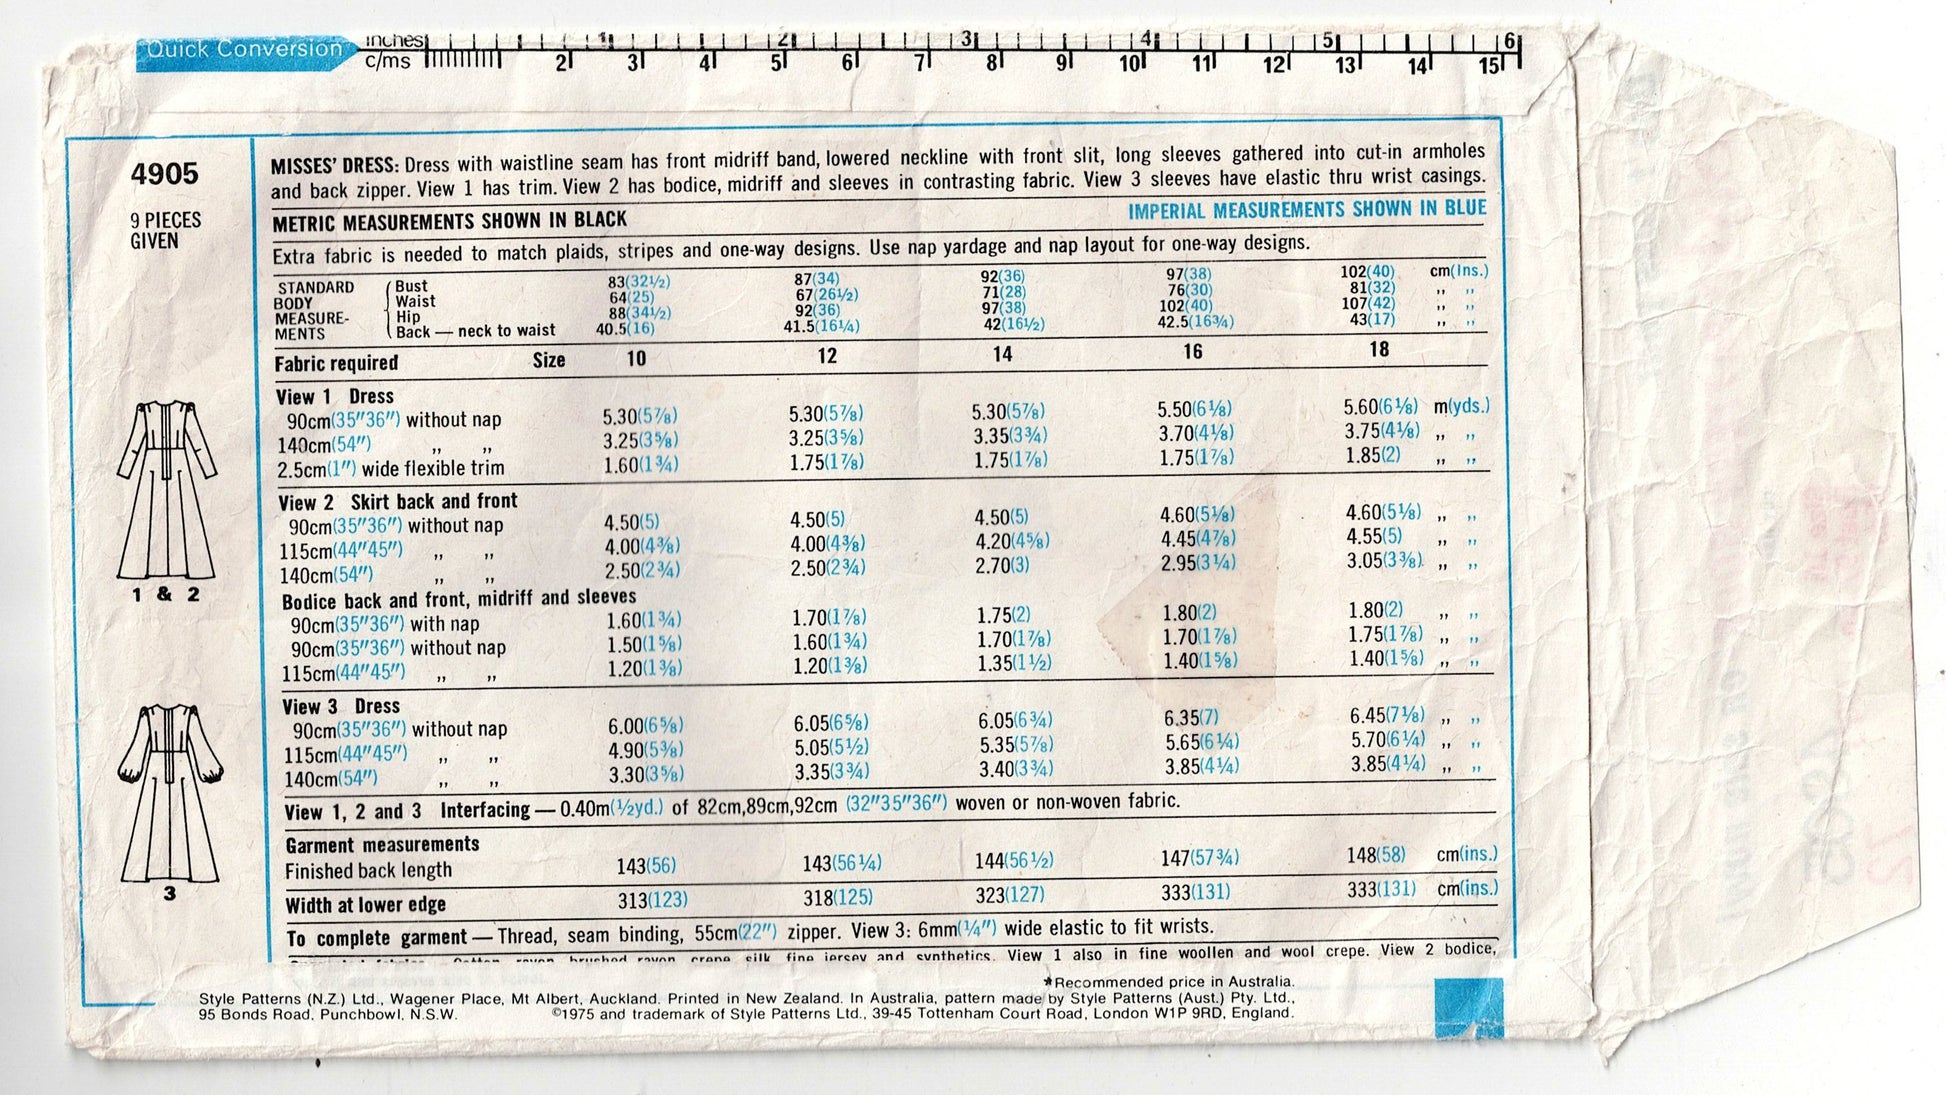 Quick Conversion
inches 1 2 3 4 5 6
c/ms 2 3 4 5 6 7 8 9 10 11 12 13 14 15
4905
9 PIECES
GIVEN
MISSES' DRESS: Dress with waistline seam has front midriff band, lowered neckline with front slit, long sleeves gathered into cut-in armholes
and back zipper. View 1 has trim. View 2 has bodice, midriff and sleeves in contrasting fabric. View 3 sleeves have elastic thru wrist casings.
METRIC MEASUREMENTS SHOWN IN BLACK IMPERIAL MEASUREMENTS SHOWN IN BLUE
Extra fabric is needed to match plaids, stripes and one-way designs. Use nap yardage and nap layout for one-way designs.
STANDARD BODY MEASURE-MENTS
Bust 83(32½) 87(34) 92(36) 97(38) 102(40) cm(ins.)
Waist 64(25) 67(26½) 71(28) 76(30) 81(32) ,, ,,
Hip 88(34½) 92(36) 97(38) 102(40) 107(42) ,, ,,
Back — neck to waist 40.5(16) 41.5(16¼) 42(16½) 42.5(16¾) 43(17) ,, ,,
Fabric required Size 10 12 14 16 18
View 1 Dress
90cm(35"36") without nap 5.30(5⅞) 5.30(5⅞) 5.30(5⅞) 5.50(6⅛) 5.60(6⅛) m(yds.)
140cm(54") ,, ,, 3.25(3⅝) 3.25(3⅝) 3.35(3¾) 3.70(4⅛) 3.75(4⅛) ,, ,,
2.5cm(1") wide flexible trim 1.60(1¾) 1.75(1⅞) 1.75(1⅞) 1.75(1⅞) 1.85(2) ,, ,,
View 2 Skirt back and front
90cm(35"36") without nap 4.50(5) 4.50(5) 4.50(5) 4.60(5⅛) 4.60(5⅛) ,, ,,
115cm(44"45") ,, ,, 4.00(4⅜) 4.00(4⅜) 4.20(4⅝) 4.45(4⅞) 4.55(5) ,, ,,
140cm(54") ,, ,, 2.50(2¾) 2.50(2¾) 2.70(3) 2.95(3¼) 3.05(3⅜) ,, ,,
Bodice back and front, midriff and sleeves
90cm(35"36") with nap 1.60(1¾) 1.70(1⅞) 1.75(2) 1.80(2) 1.80(2) ,, ,,
90cm(35"36") without nap 1.50(1⅝) 1.60(1¾) 1.70(1⅞) 1.70(1⅞) 1.75(1⅞) ,, ,,
115cm(44"45") ,, ,, 1.20(1⅜) 1.20(1⅜) 1.35(1½) 1.40(1⅝) 1.40(1⅝) ,, ,,
View 3 Dress
90cm(35"36") without nap 6.00(6⅝) 6.05(6⅝) 6.05(6¾) 6.35(7) 6.45(7⅛) ,, ,,
115cm(44"45") ,, ,, 4.90(5⅜) 5.05(5½) 5.35(5⅞) 5.65(6¼) 5.70(6¼) ,, ,,
140cm(54") ,, ,, 3.30(3⅝) 3.35(3¾) 3.40(3¾) 3.85(4¼) 3.85(4¼) ,, ,,
View 1, 2 and 3 Interfacing — 0.40m(½yd.) of 82cm,89cm,92cm (32"35"36") woven or non-woven fabric.
Garment measurements
Finished back length 143(56) 143(56¼) 144(56½) 147(57¾) 148(58) cm(ins.)
Width at lower edge 313(123) 318(125) 323(127) 333(131) 333(131) cm(ins.)
To complete garment — Thread, seam binding, 55cm(22") zipper. View 3: 6mm(¼") wide elastic to fit wrists.
fabrics Cotton, rayon, brushed rayon, crepe, silk, fine jersey and synthetics. View 1 also in fine woollen and wool crepe. View 2 bodice,
1 & 2
3
*Recommended price in Australia.
Style Patterns (N.Z.) Ltd., Wagener Place, Mt Albert, Auckland. Printed in New Zealand. In Australia, pattern made by Style Patterns (Aust.) Pty. Ltd.,
95 Bonds Road, Punchbowl, N.S.W. ©1975 and trademark of Style Patterns Ltd., 39-45 Tottenham Court Road, London W1P 9RD, England.